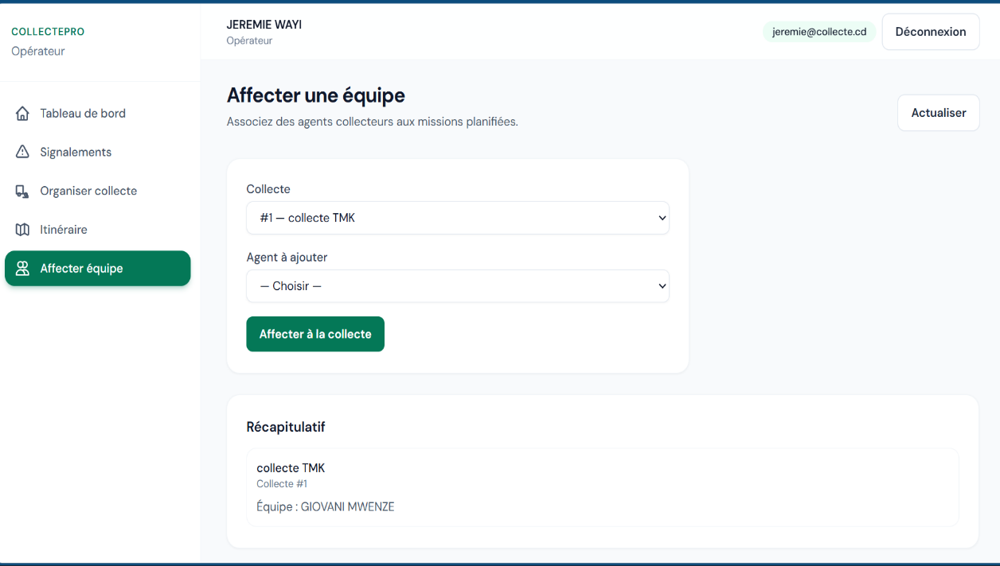 COLLECTEPRO
Opérateur
Tableau de bord
Signalements
Organiser collecte
Itinéraire
Affecter équipe
JEREMIE WAYI
Opérateur
jeremie@collecte.cd
Déconnexion
Affecter une équipe
Associez des agents collecteurs aux missions planifiées.
Actualiser
Collecte
#1 — collecte TMK
Agent à ajouter
— Choisir —
Affecter à la collecte
Récapitulatif
collecte TMK
Collecte #1
Équipe : GIOVANI MWENZE